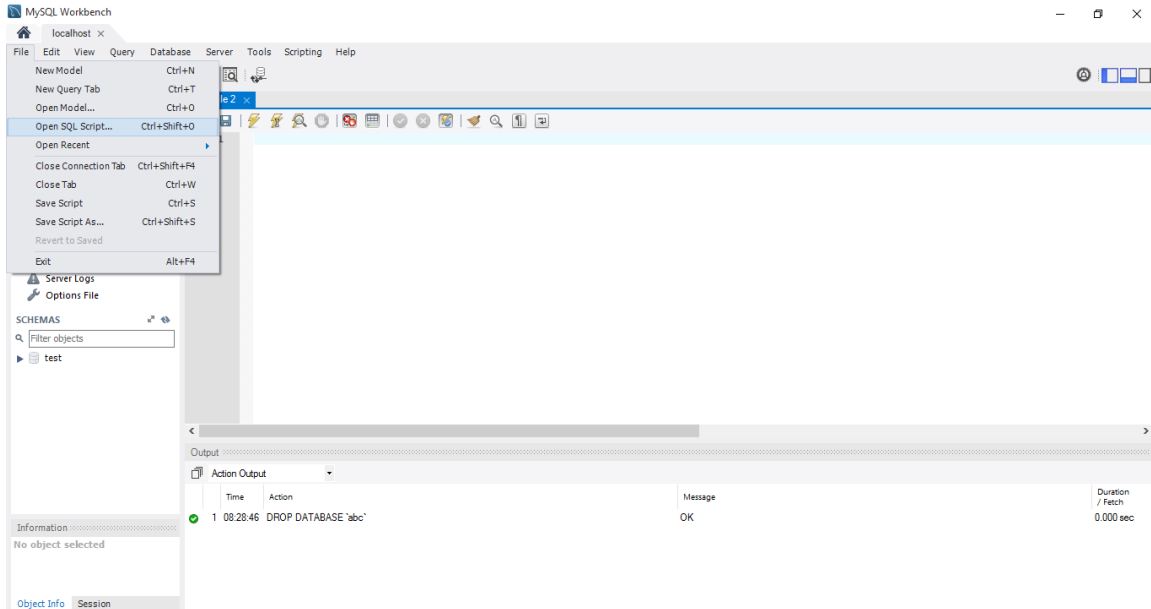 MySQL Workbench
localhost
File Edit View Query Database Server Tools Scripting Help
New Model Ctrl+N
New Query Tab Ctrl+T
Open Model... Ctrl+O
Open SQL Script... Ctrl+Shift+O
Open Recent
Close Connection Tab Ctrl+Shift+F4
Close Tab Ctrl+W
Save Script Ctrl+S
Save Script As... Ctrl+Shift+S
Revert to Saved
Exit Alt+F4
le 2
1
Server Logs
Options File
SCHEMAS
Filter objects
test
Output
Action Output
Time Action Message Duration / Fetch
1 08:28:46 DROP DATABASE `abc` OK 0.000 sec
Information
No object selected
Object Info Session